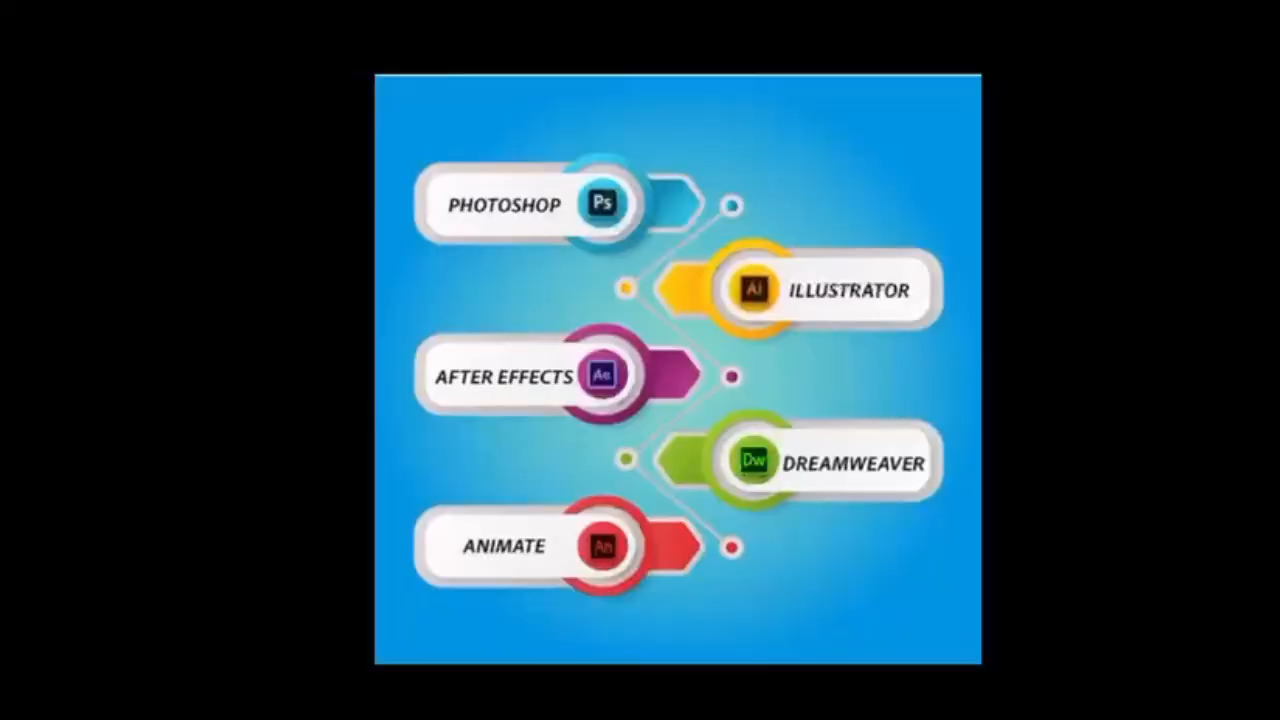 PHOTOSHOP Ps
Ai ILLUSTRATOR
AFTER EFFECTS Ae
Dw DREAMWEAVER
ANIMATE An